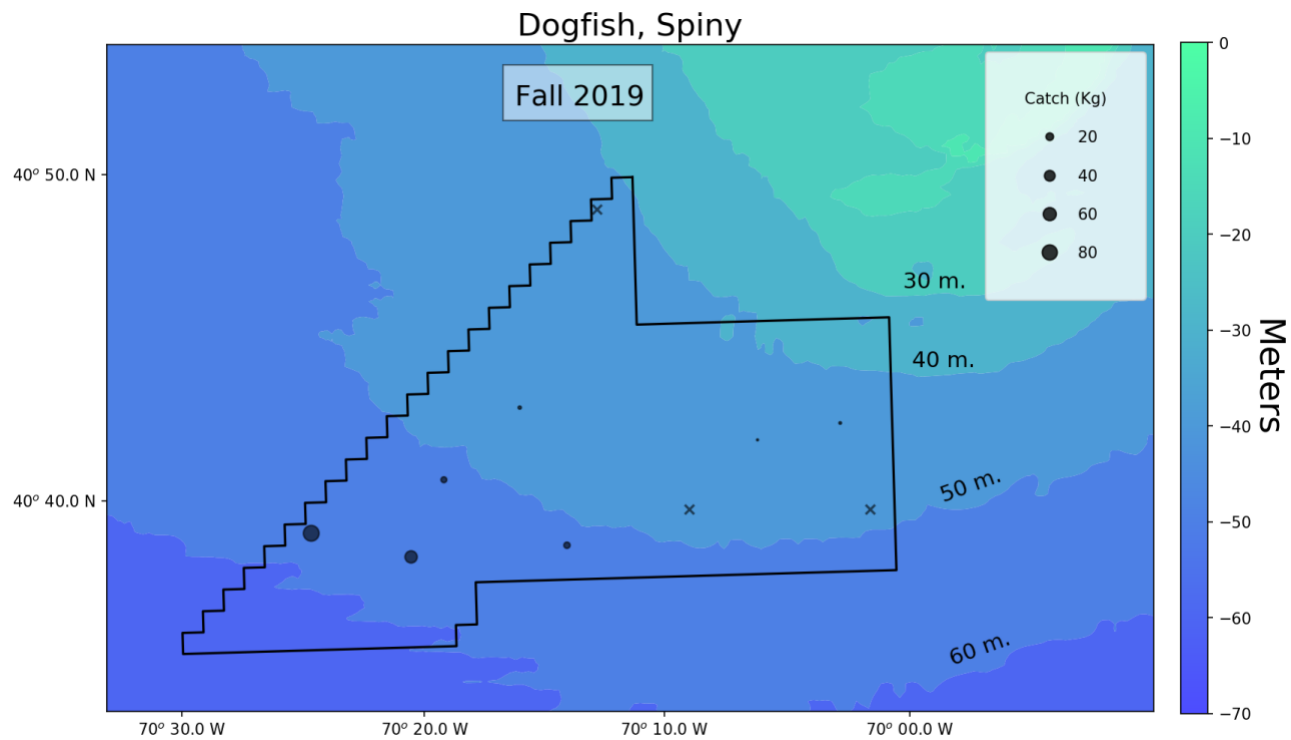 Dogfish, Spiny
Fall 2019
Catch (Kg)
20
40
60
80
30 m.
40 m.
50 m.
60 m.
40° 50.0 N
40° 40.0 N
70° 30.0 W
70° 20.0 W
70° 10.0 W
70° 00.0 W
0
−10
−20
−30
−40
−50
−60
−70
Meters